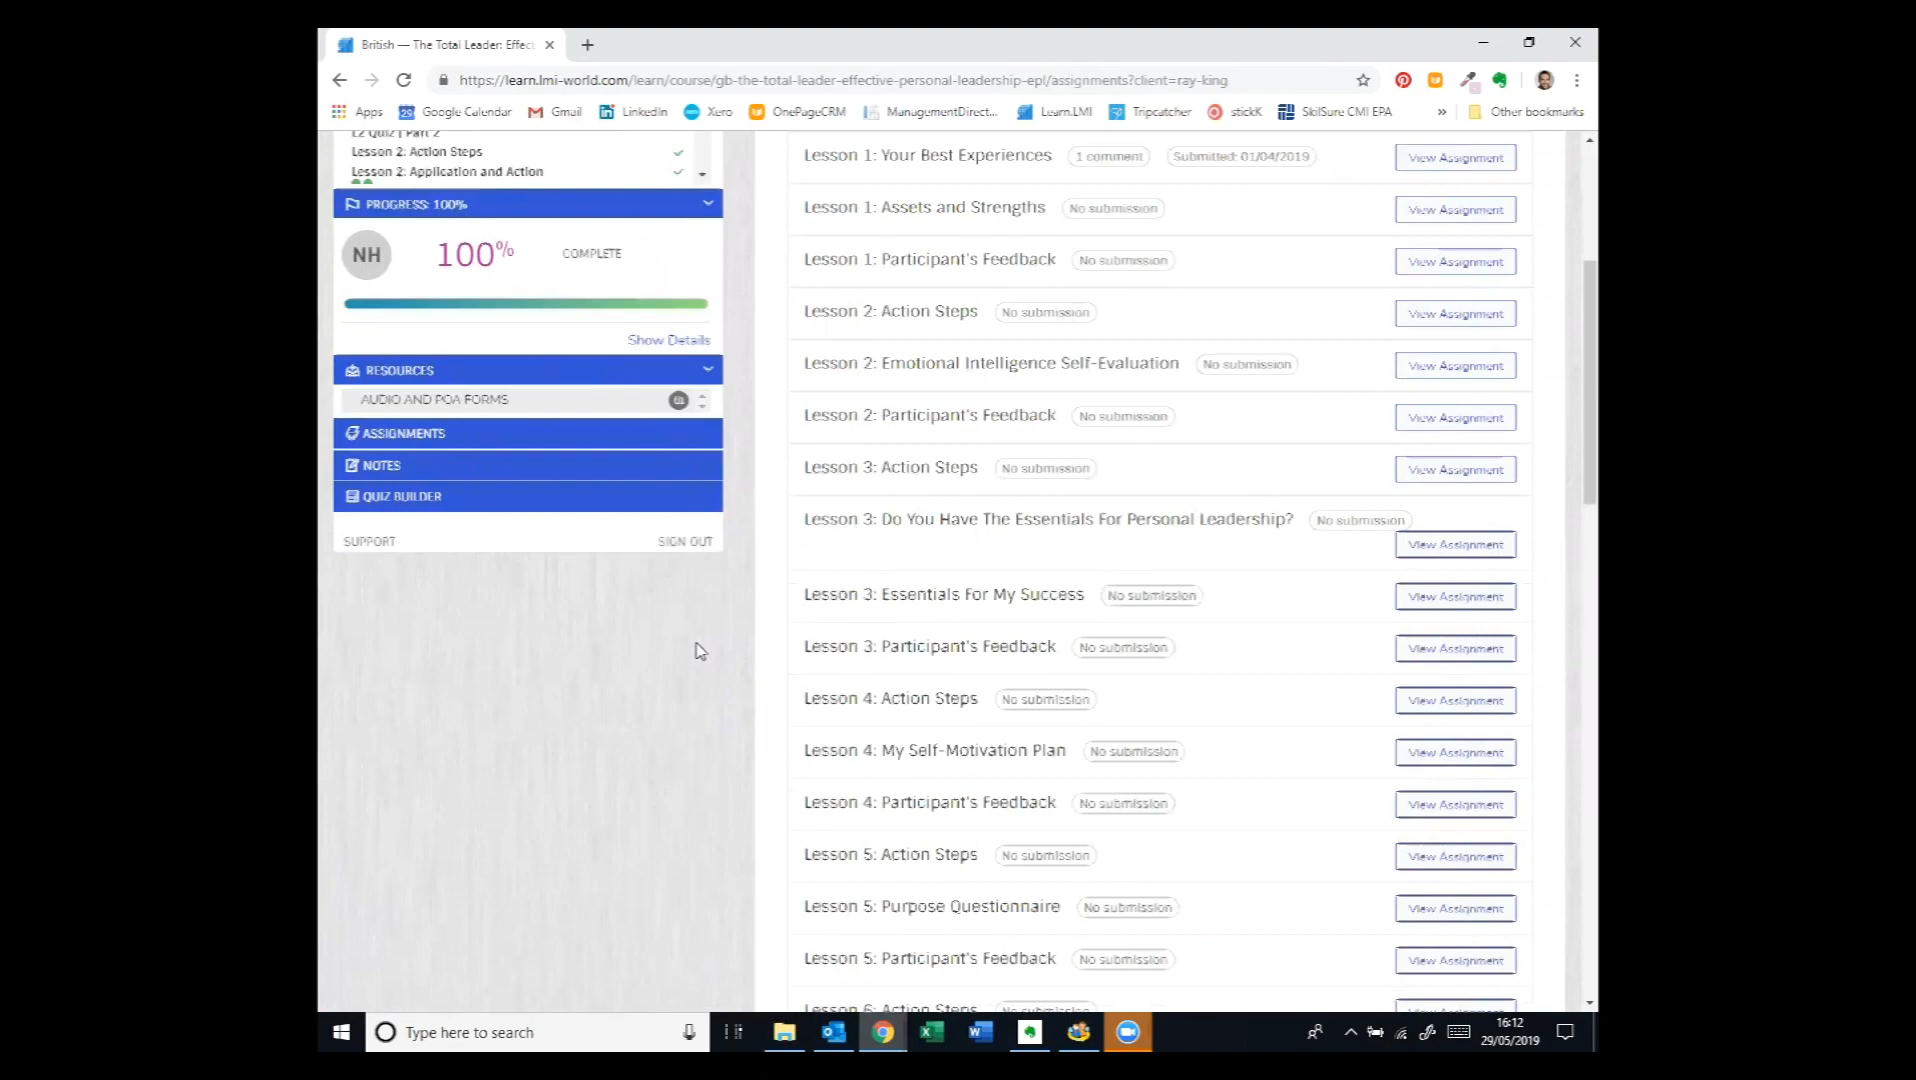 British — The Total Leader: Effect
https://learn.lmi-world.com/learn/course/gb-the-total-leader-effective-personal-leadership-epl/assignments?client=ray-king
Apps
Google Calendar
Gmail
LinkedIn
Xero
OnePageCRM
ManagementDirect...
Learn.LMI
Tripcatcher
stickK
SkilSure CMI EPA
»
Other bookmarks
L2 Quiz | Part 2
Lesson 2: Action Steps
Lesson 2: Application and Action
PROGRESS: 100%
NH
100%
COMPLETE
Show Details
RESOURCES
AUDIO AND POA FORMS
ASSIGNMENTS
NOTES
QUIZ BUILDER
SUPPORT
SIGN OUT
Lesson 1: Your Best Experiences 1 comment Submitted: 01/04/2019 View Assignment
Lesson 1: Assets and Strengths No submission View Assignment
Lesson 1: Participant's Feedback No submission View Assignment
Lesson 2: Action Steps No submission View Assignment
Lesson 2: Emotional Intelligence Self-Evaluation No submission View Assignment
Lesson 2: Participant's Feedback No submission View Assignment
Lesson 3: Action Steps No submission View Assignment
Lesson 3: Do You Have The Essentials For Personal Leadership? No submission
View Assignment
Lesson 3: Essentials For My Success No submission View Assignment
Lesson 3: Participant's Feedback No submission View Assignment
Lesson 4: Action Steps No submission View Assignment
Lesson 4: My Self-Motivation Plan No submission View Assignment
Lesson 4: Participant's Feedback No submission View Assignment
Lesson 5: Action Steps No submission View Assignment
Lesson 5: Purpose Questionnaire No submission View Assignment
Lesson 5: Participant's Feedback No submission View Assignment
Lesson 6: Action Steps No submission
Type here to search
16:12
29/05/2019